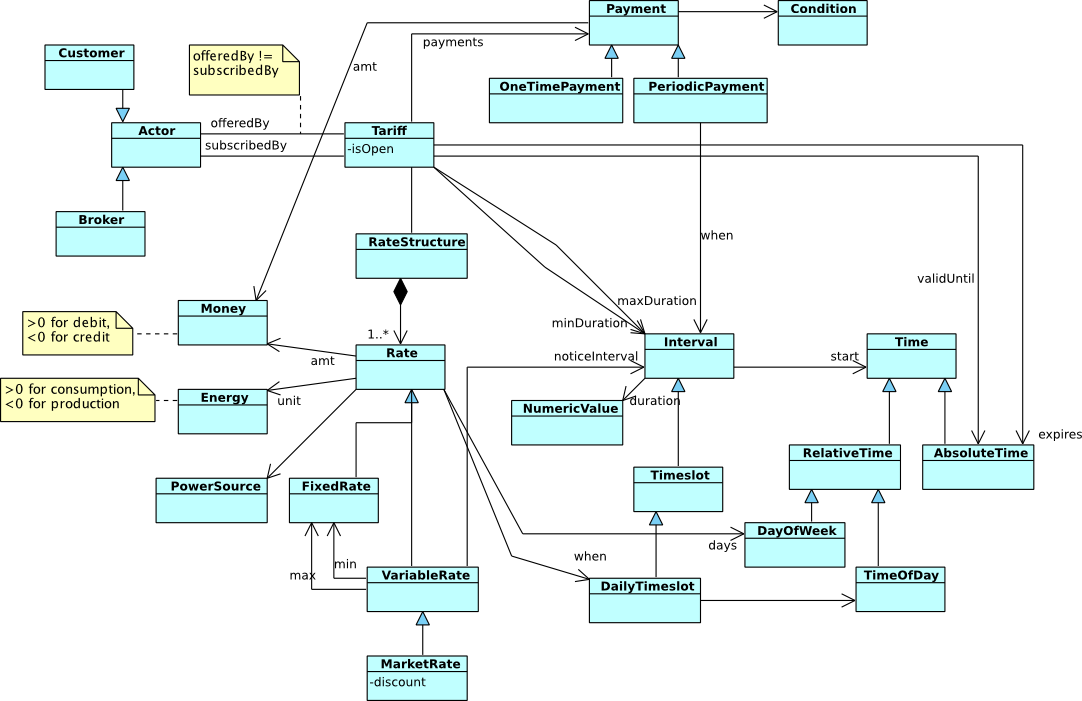 Payment
Condition
payments
amt
Customer
offeredBy !=
subscribedBy
OneTimePayment
PeriodicPayment
Actor
offeredBy
subscribedBy
Tariff
-isOpen
Broker
RateStructure
when
validUntil
maxDuration
minDuration
Money
>0 for debit,
<0 for credit
1..*
Rate
amt
noticeInterval
Interval
start
Time
>0 for consumption,
<0 for production
Energy
unit
NumericValue
duration
expires
RelativeTime
AbsoluteTime
PowerSource
FixedRate
Timeslot
DayOfWeek
days
when
max
min
VariableRate
DailyTimeslot
TimeOfDay
MarketRate
-discount